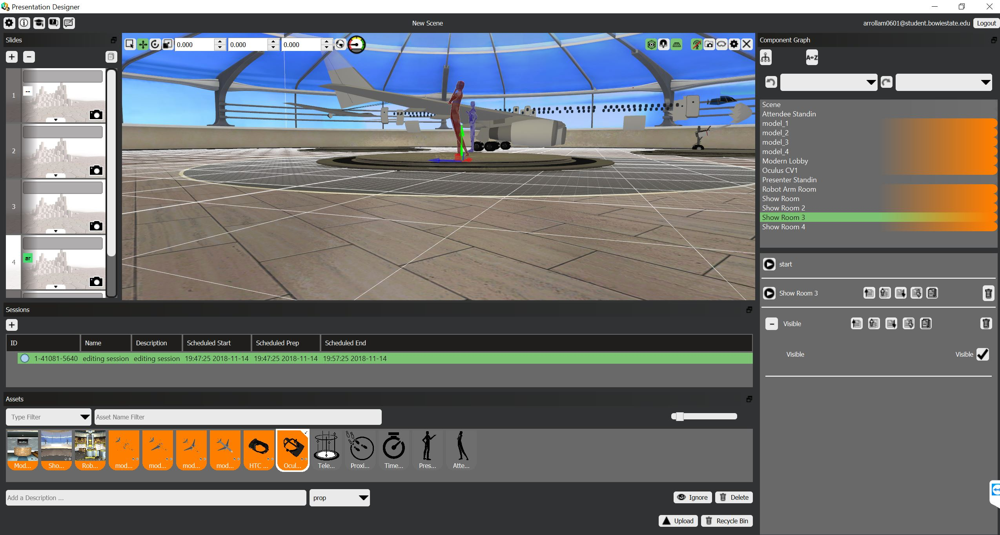 Presentation Designer
New Scene
arrollam0601@student.bowiestate.edu
Logout
Slides
1
--
2
3
4
ar
0.000
0.000
0.000
Component Graph
A↔Z
Scene
Attendee Standin
model_1
model_2
model_3
model_4
Modern Lobby
Oculus CV1
Presenter Standin
Robot Arm Room
Show Room
Show Room 2
Show Room 3
Show Room 4
start
Show Room 3
Visible
Visible
Visible
Sessions
ID Name Description Scheduled Start Scheduled Prep Scheduled End
1-41081-5640 editing session editing session 19:47:25 2018-11-14 19:47:25 2018-11-14 19:57:25 2018-11-14
Assets
Type Filter
Asset Name Filter
Mod... Sho... Rob... mod... mod... mod... mod... HTC ... Ocul... Tele... Proxi... Time... Pres... Atte...
Add a Description ...
prop
Ignore
Delete
Upload
Recycle Bin